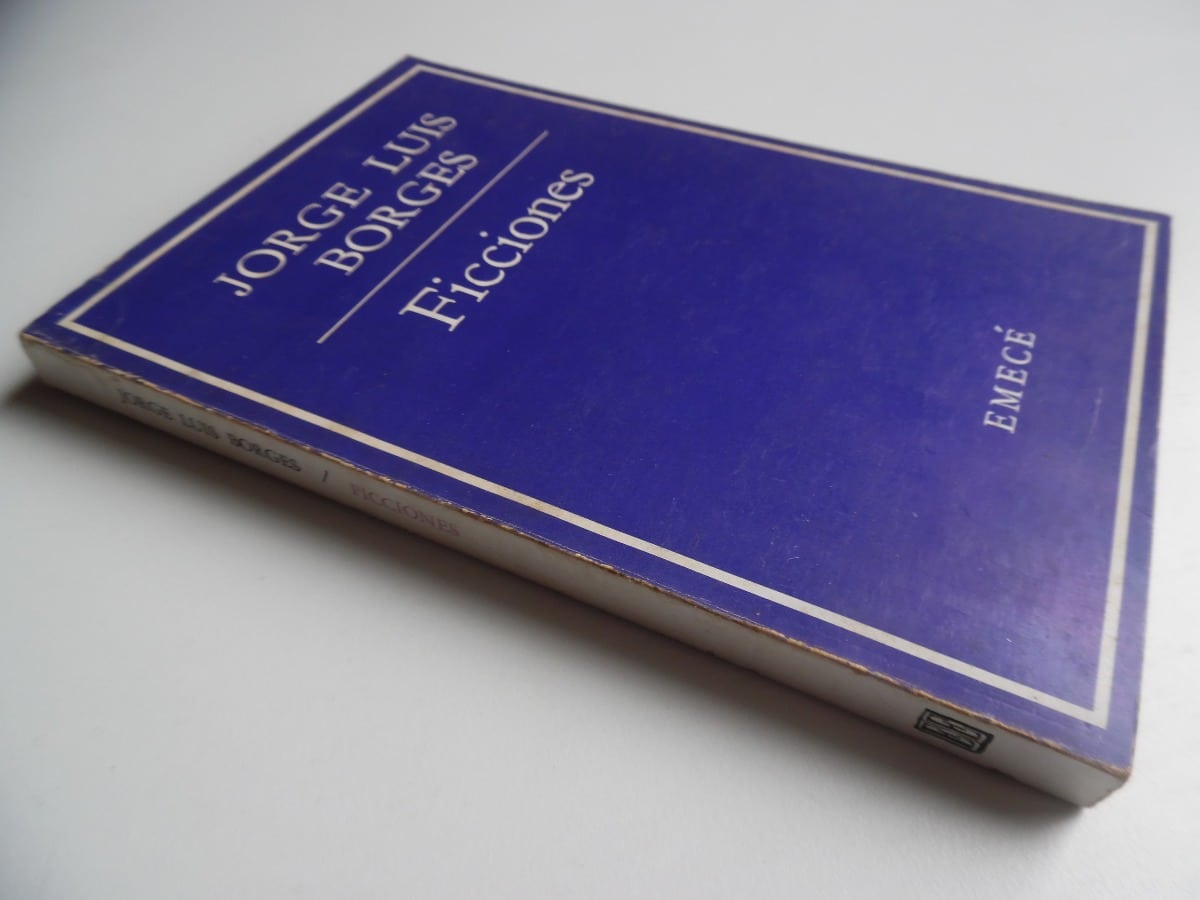 JORGE LUIS
BORGES
Ficciones
EMECÉ
JORGE LUIS BORGES / FICCIONES